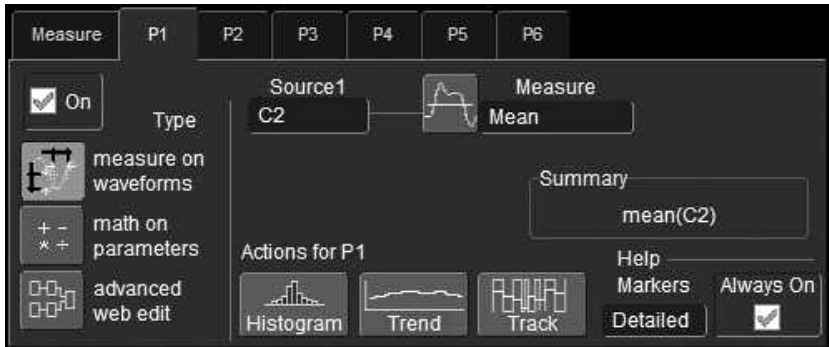 Measure P1 P2 P3 P4 P5 P6
On
Type
Source1
C2
Measure
Mean
measure on
waveforms
Summary
mean(C2)
math on
parameters
Actions for P1
Histogram
Trend
Track
Help
Markers
Detailed
Always On
advanced
web edit